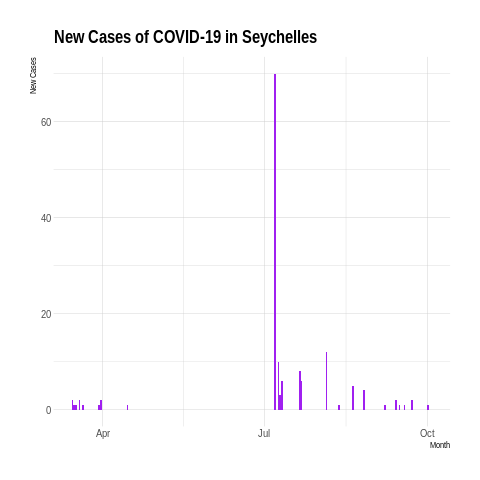 New Cases of COVID-19 in Seychelles
New Cases
60
40
20
0
Apr
Jul
Oct
Month